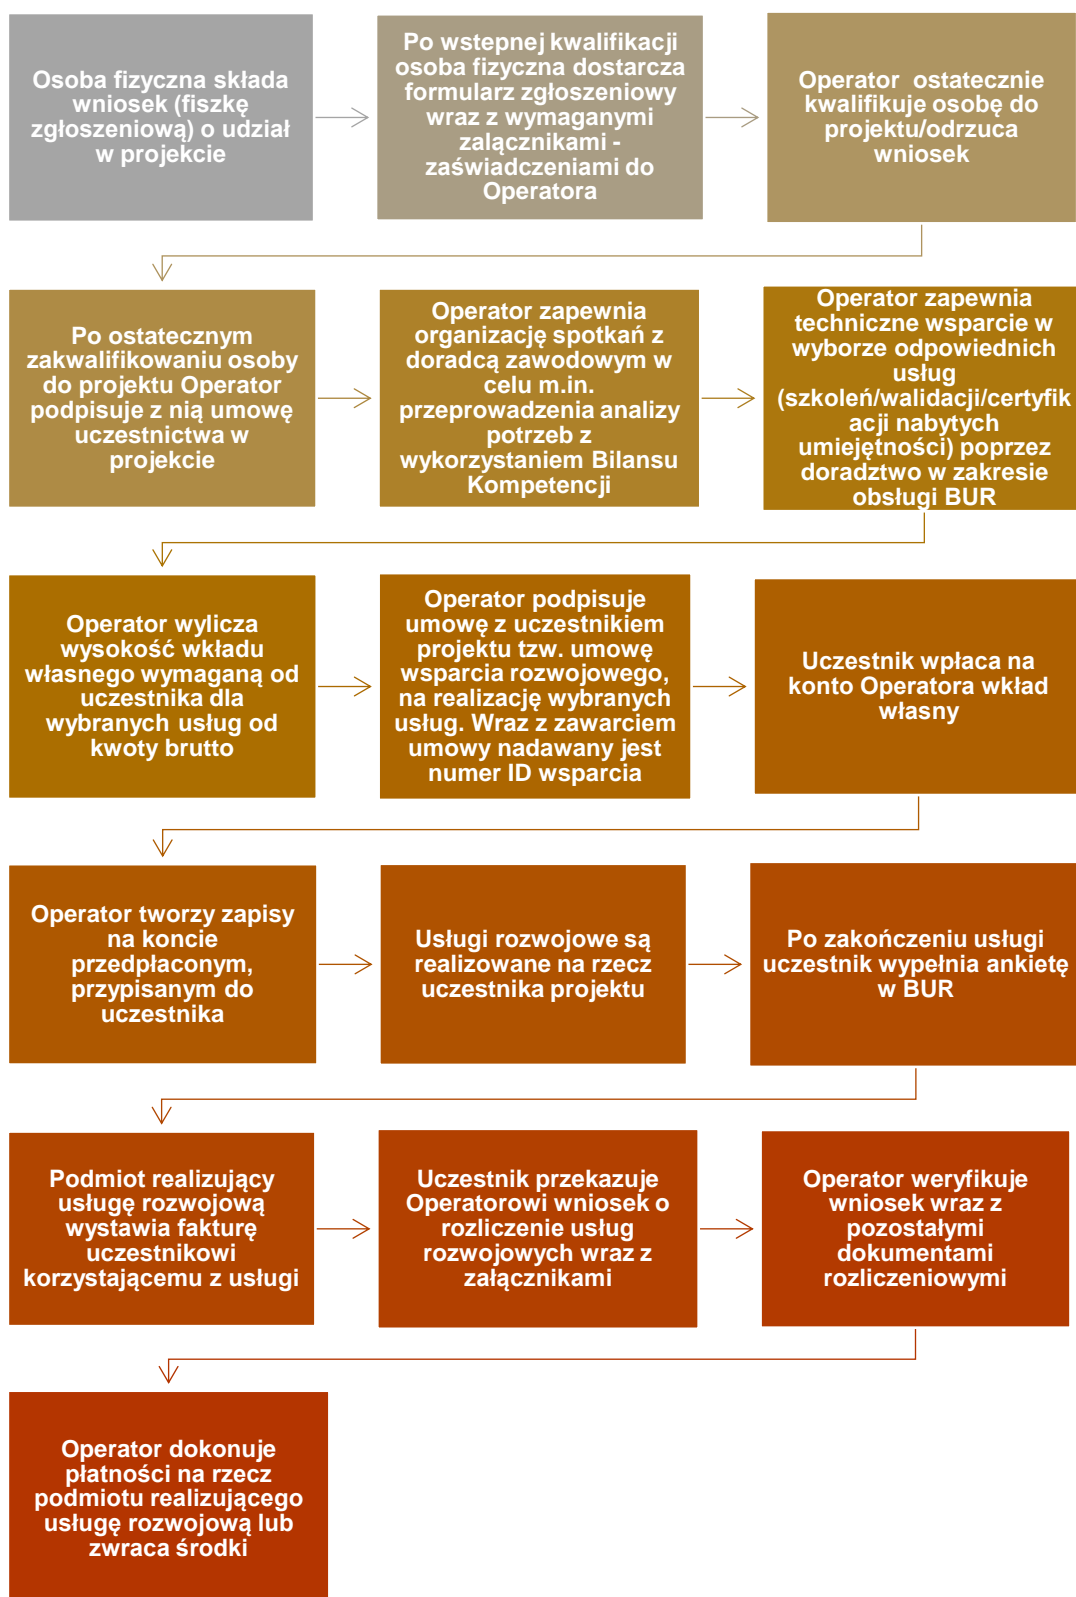 Osoba fizyczna składa
wniosek (fiszkę
zgłoszeniową) o udział
w projekcie
Po wstepnej kwalifikacji
osoba fizyczna dostarcza
formularz zgłoszeniowy
wraz z wymaganymi
zalącznikami -
zaświadczeniami do
Operatora
Operator ostatecznie
kwalifikuje osobę do
projektu/odrzuca
wniosek
Po ostatecznym
zakwalifikowaniu osoby
do projektu Operator
podpisuje z nią umowę
uczestnictwa w
projekcie
Operator zapewnia
organizację spotkań z
doradcą zawodowym w
celu m.in.
przeprowadzenia analizy
potrzeb z
wykorzystaniem Bilansu
Kompetencji
Operator zapewnia
techniczne wsparcie w
wyborze odpowiednich
usług
(szkoleń/walidacji/certyfik
acji nabytych
umiejętności) poprzez
doradztwo w zakresie
obsługi BUR
Operator wylicza
wysokość wkładu
własnego wymaganą od
uczestnika dla
wybranych usług od
kwoty brutto
Operator podpisuje
umowę z uczestnikiem
projektu tzw. umowę
wsparcia rozwojowego,
na realizację wybranych
usług. Wraz z zawarciem
umowy nadawany jest
numer ID wsparcia
Uczestnik wpłaca na
konto Operatora wkład
własny
Operator tworzy zapisy
na koncie
przedpłaconym,
przypisanym do
uczestnika
Usługi rozwojowe są
realizowane na rzecz
uczestnika projektu
Po zakończeniu usługi
uczestnik wypełnia ankietę
w BUR
Podmiot realizujący
usługę rozwojową
wystawia fakturę
uczestnikowi
korzystającemu z usługi
Uczestnik przekazuje
Operatorowi wniosek o
rozliczenie usług
rozwojowych wraz z
załącznikami
Operator weryfikuje
wniosek wraz z
pozostałymi
dokumentami
rozliczeniowymi
Operator dokonuje
płatności na rzecz
podmiotu realizującego
usługę rozwojową lub
zwraca środki